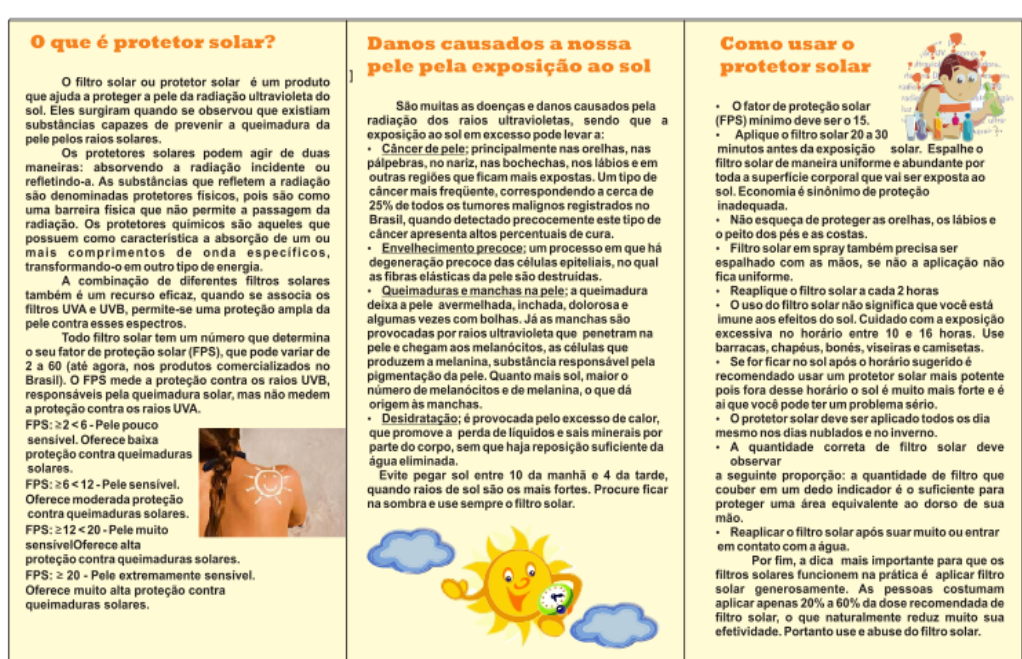 O que é protetor solar?
O filtro solar ou protetor solar é um produto
que ajuda a proteger a pele da radiação ultravioleta do
sol. Eles surgiram quando se observou que existiam
substâncias capazes de prevenir a queimadura da
pele pelos raios solares.
Os protetores solares podem agir de duas
maneiras: absorvendo a radiação incidente ou
refletindo-a. As substâncias que refletem a radiação
são denominadas protetores físicos, pois são como
uma barreira física que não permite a passagem da
radiação. Os protetores químicos são aqueles que
possuem como característica a absorção de um ou
mais comprimentos de onda específicos,
transformando-o em outro tipo de energia.
A combinação de diferentes filtros solares
também é um recurso eficaz, quando se associa os
filtros UVA e UVB, permite-se uma proteção ampla da
pele contra esses espectros.
Todo filtro solar tem um número que determina
o seu fator de proteção solar (FPS), que pode variar de
2 a 60 (até agora, nos produtos comercializados no
Brasil). O FPS mede a proteção contra os raios UVB,
responsáveis pela queimadura solar, mas não medem
a proteção contra os raios UVA.
FPS: ≥2 < 6 - Pele pouco
sensível. Oferece baixa
proteção contra queimaduras
solares.
FPS: ≥6 < 12 - Pele sensível.
Oferece moderada proteção
contra queimaduras solares.
FPS: ≥12 < 20 - Pele muito
sensívelOferece alta
proteção contra queimaduras solares.
FPS: ≥ 20 - Pele extremamente sensível.
Oferece muito alta proteção contra
queimaduras solares.
Danos causados a nossa
pele pela exposição ao sol
]
São muitas as doenças e danos causados pela
radiação dos raios ultravioletas, sendo que a
exposição ao sol em excesso pode levar a:
• Câncer de pele; principalmente nas orelhas, nas
pálpebras, no nariz, nas bochechas, nos lábios e em
outras regiões que ficam mais expostas. Um tipo de
câncer mais freqüente, correspondendo a cerca de
25% de todos os tumores malignos registrados no
Brasil, quando detectado precocemente este tipo de
câncer apresenta altos percentuais de cura.
• Envelhecimento precoce; um processo em que há
degeneração precoce das células epiteliais, no qual
as fibras elásticas da pele são destruídas.
• Queimaduras e manchas na pele; a queimadura
deixa a pele avermelhada, inchada, dolorosa e
algumas vezes com bolhas. Já as manchas são
provocadas por raios ultravioleta que penetram na
pele e chegam aos melanócitos, as células que
produzem a melanina, substância responsável pela
pigmentação da pele. Quanto mais sol, maior o
número de melanócitos e de melanina, o que dá
origem às manchas.
• Desidratação; é provocada pelo excesso de calor,
que promove a perda de líquidos e sais minerais por
parte do corpo, sem que haja reposição suficiente da
água eliminada.
Evite pegar sol entre 10 da manhã e 4 da tarde,
quando raios de sol são os mais fortes. Procure ficar
na sombra e use sempre o filtro solar.
Como usar o
protetor solar
• O fator de proteção solar
(FPS) mínimo deve ser o 15.
• Aplique o filtro solar 20 a 30
minutos antes da exposição solar. Espalhe o
filtro solar de maneira uniforme e abundante por
toda a superfície corporal que vai ser exposta ao
sol. Economia é sinônimo de proteção
inadequada.
• Não esqueça de proteger as orelhas, os lábios e
o peito dos pés e as costas.
• Filtro solar em spray também precisa ser
espalhado com as mãos, se não a aplicação não
fica uniforme.
• Reaplique o filtro solar a cada 2 horas
• O uso do filtro solar não significa que você está
imune aos efeitos do sol. Cuidado com a exposição
excessiva no horário entre 10 e 16 horas. Use
barracas, chapéus, bonés, viseiras e camisetas.
• Se for ficar no sol após o horário sugerido é
recomendado usar um protetor solar mais potente
pois fora desse horário o sol é muito mais forte e é
ai que você pode ter um problema sério.
• O protetor solar deve ser aplicado todos os dia
mesmo nos dias nublados e no inverno.
• A quantidade correta de filtro solar deve
observar
a seguinte proporção: a quantidade de filtro que
couber em um dedo indicador é o suficiente para
proteger uma área equivalente ao dorso de sua
mão.
• Reaplicar o filtro solar após suar muito ou entrar
em contato com a água.
Por fim, a dica mais importante para que os
filtros solares funcionem na prática é aplicar filtro
solar generosamente. As pessoas costumam
aplicar apenas 20% a 60% da dose recomendada de
filtro solar, o que naturalmente reduz muito sua
efetividade. Portanto use e abuse do filtro solar.